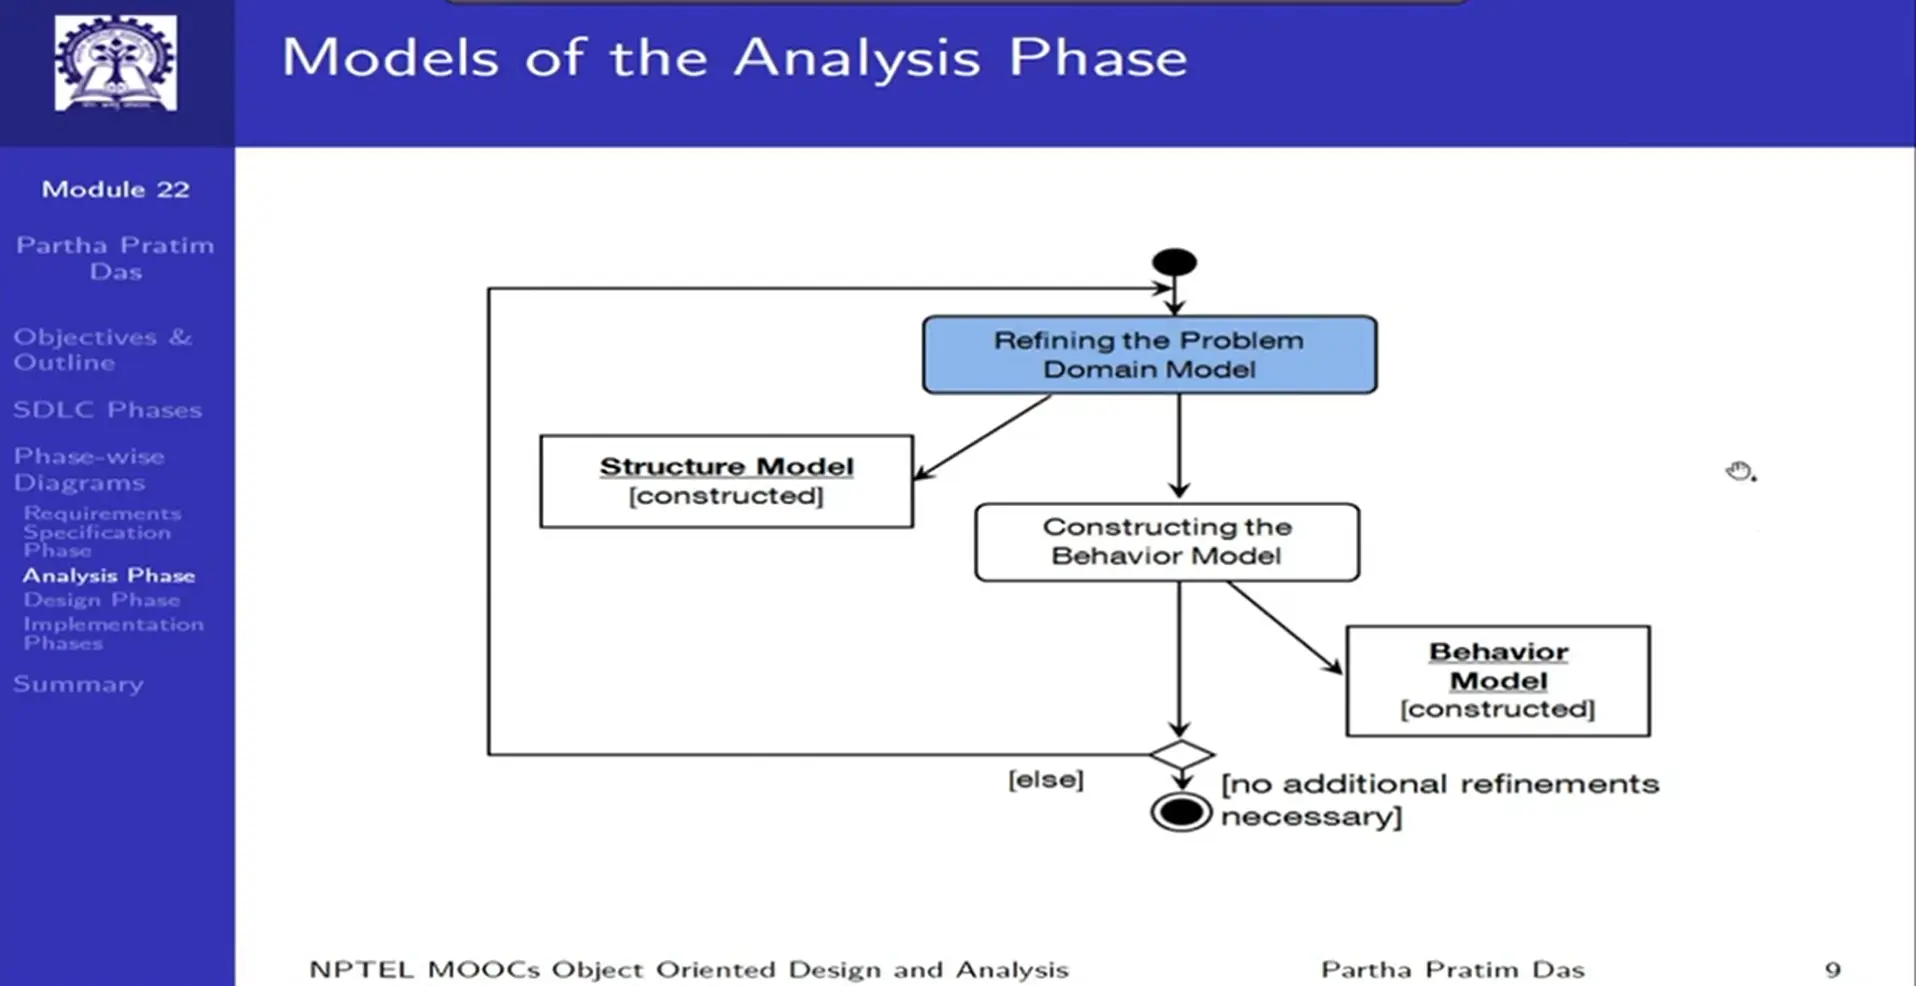 Models of the Analysis Phase
Module 22
Partha Pratim
Das
Objectives &
Outline
SDLC Phases
Phase-wise
Diagrams
Requirements
Specification
Phase
Analysis Phase
Design Phase
Implementation
Phases
Summary
Refining the Problem
Domain Model
Structure Model
[constructed]
Constructing the
Behavior Model
Behavior
Model
[constructed]
[else]
[no additional refinements
necessary]
NPTEL MOOCs Object Oriented Design and Analysis
Partha Pratim Das
9